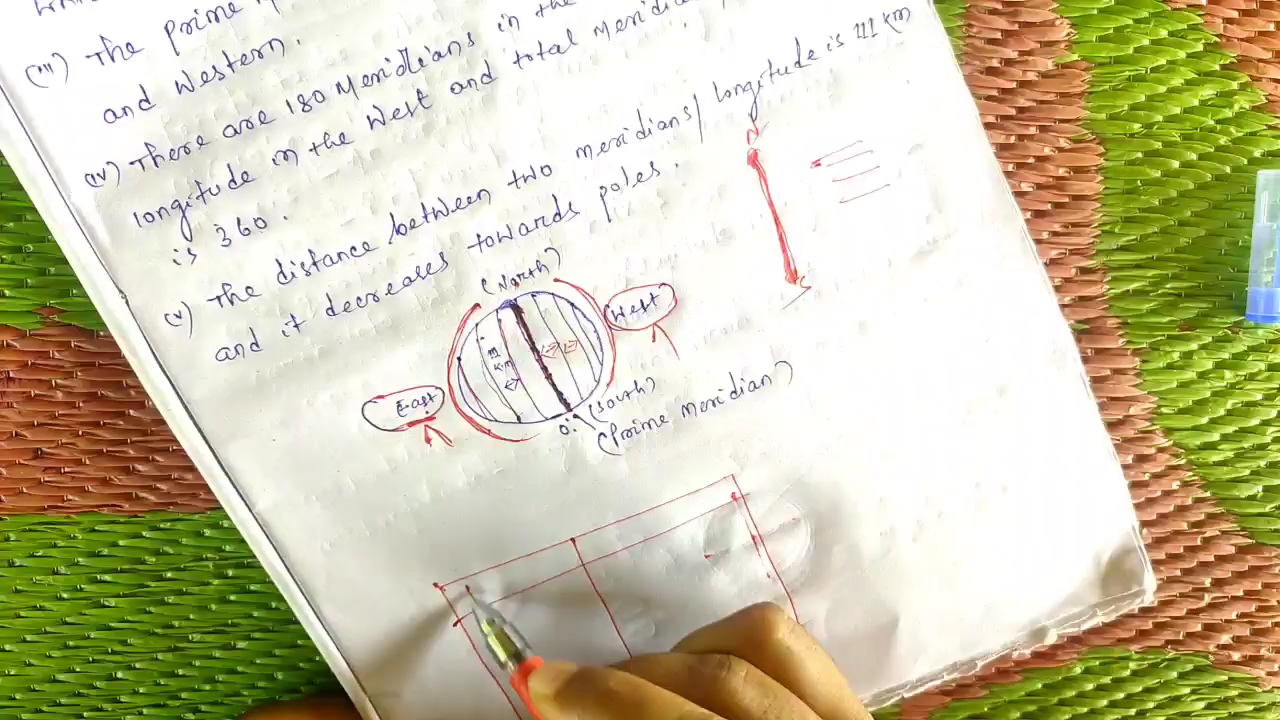 (iii) The prime
and western.
(iv) There are 180 Meridians in the
longitude in the west and total Meridia
is 360.
(v) The distance between two meridians/longitude is 111 km
and it decreases towards poles.
N
S
(North)
West
111
km
East
(South)
0°
(Prime Meridian)